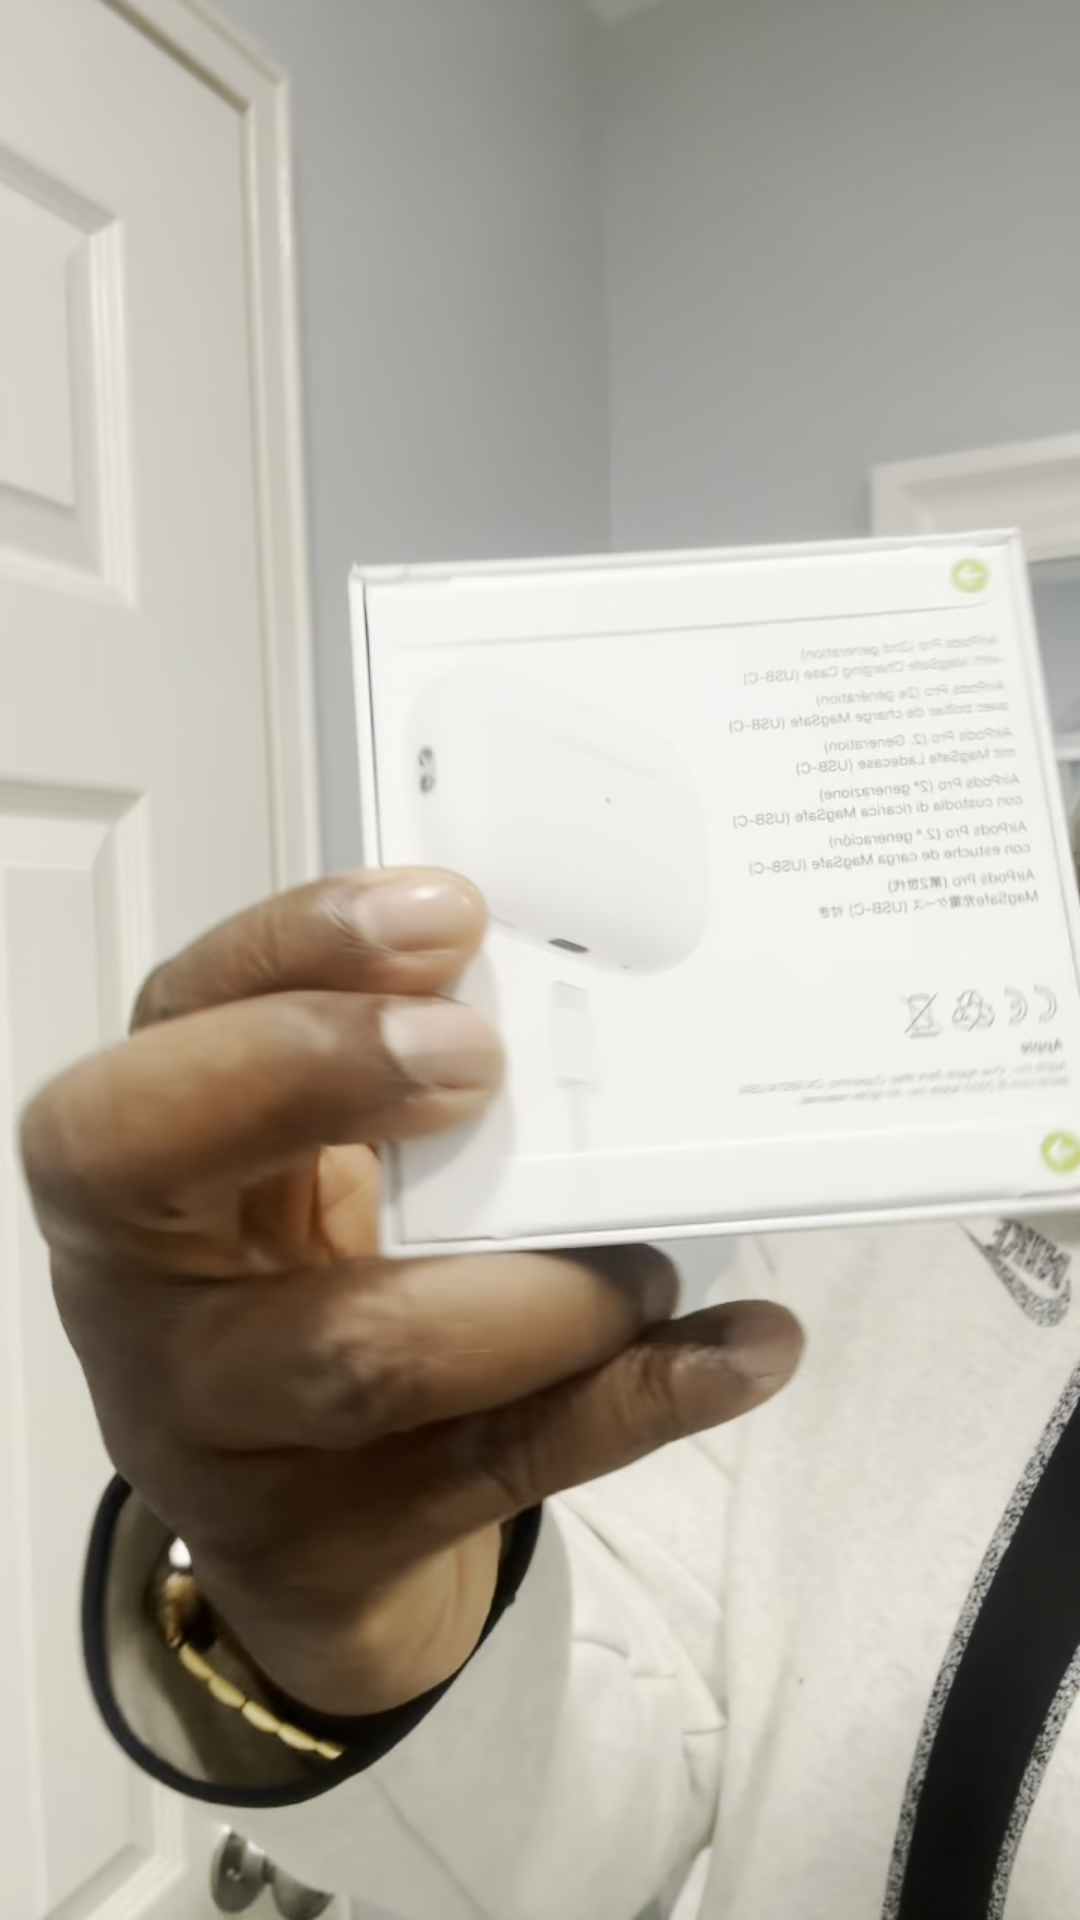 AirPods Pro (2nd generation)
with MagSafe Charging Case (USB-C)
AirPods Pro (2e génération)
avec boîtier de charge MagSafe (USB-C)
AirPods Pro (2. Generation)
mit MagSafe Ladecase (USB-C)
AirPods Pro (2ª generazione)
con custodia di ricarica MagSafe (USB-C)
AirPods Pro (2.ª generación)
con estuche de carga MagSafe (USB-C)
AirPods Pro (第2世代)
MagSafe充電ケース (USB-C) 付き
CE
Apple
NIKE